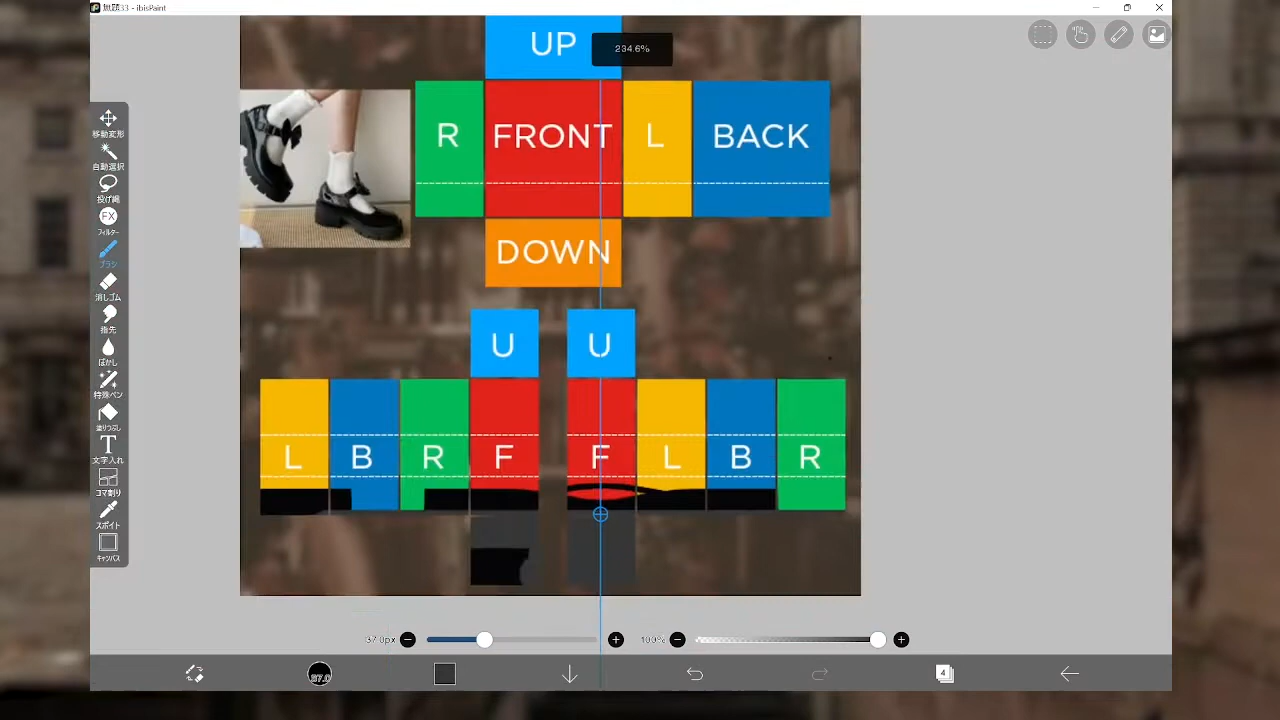 無題33 - ibisPaint
234.6%
UP
R FRONT L BACK
DOWN
U U
L B R F F L B R
移動変形
自動選択
投げ縄
FX
フィルター
ブラシ
消しゴム
指先
ぼかし
特殊ペン
塗りつぶし
T
文字入れ
コマ割り
スポイト
キャンバス
37.0px
100%
37.0
4